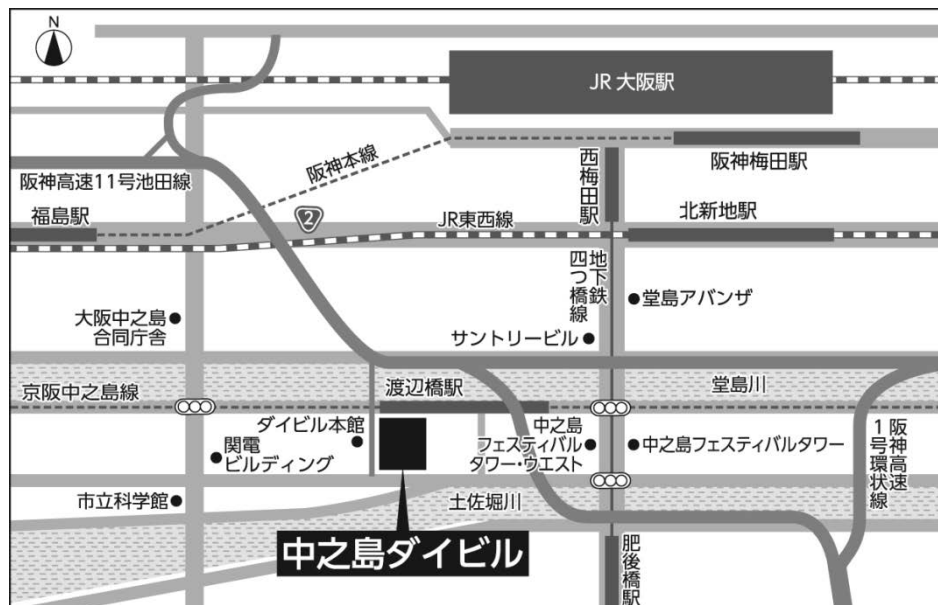 N
JR 大阪駅
阪神本線
阪神梅田駅
阪神高速11号池田線
西梅田駅
福島駅
2
JR東西線
北新地駅
地下鉄
四つ橋線
堂島アバンザ
大阪中之島
合同庁舎
サントリービル
京阪中之島線
渡辺橋駅
堂島川
ダイビル本館
関電
ビルディング
中之島
フェスティバル
タワー・ウエスト
中之島フェスティバルタワー
阪神高速
1号環状線
市立科学館
土佐堀川
中之島ダイビル
肥後橋駅